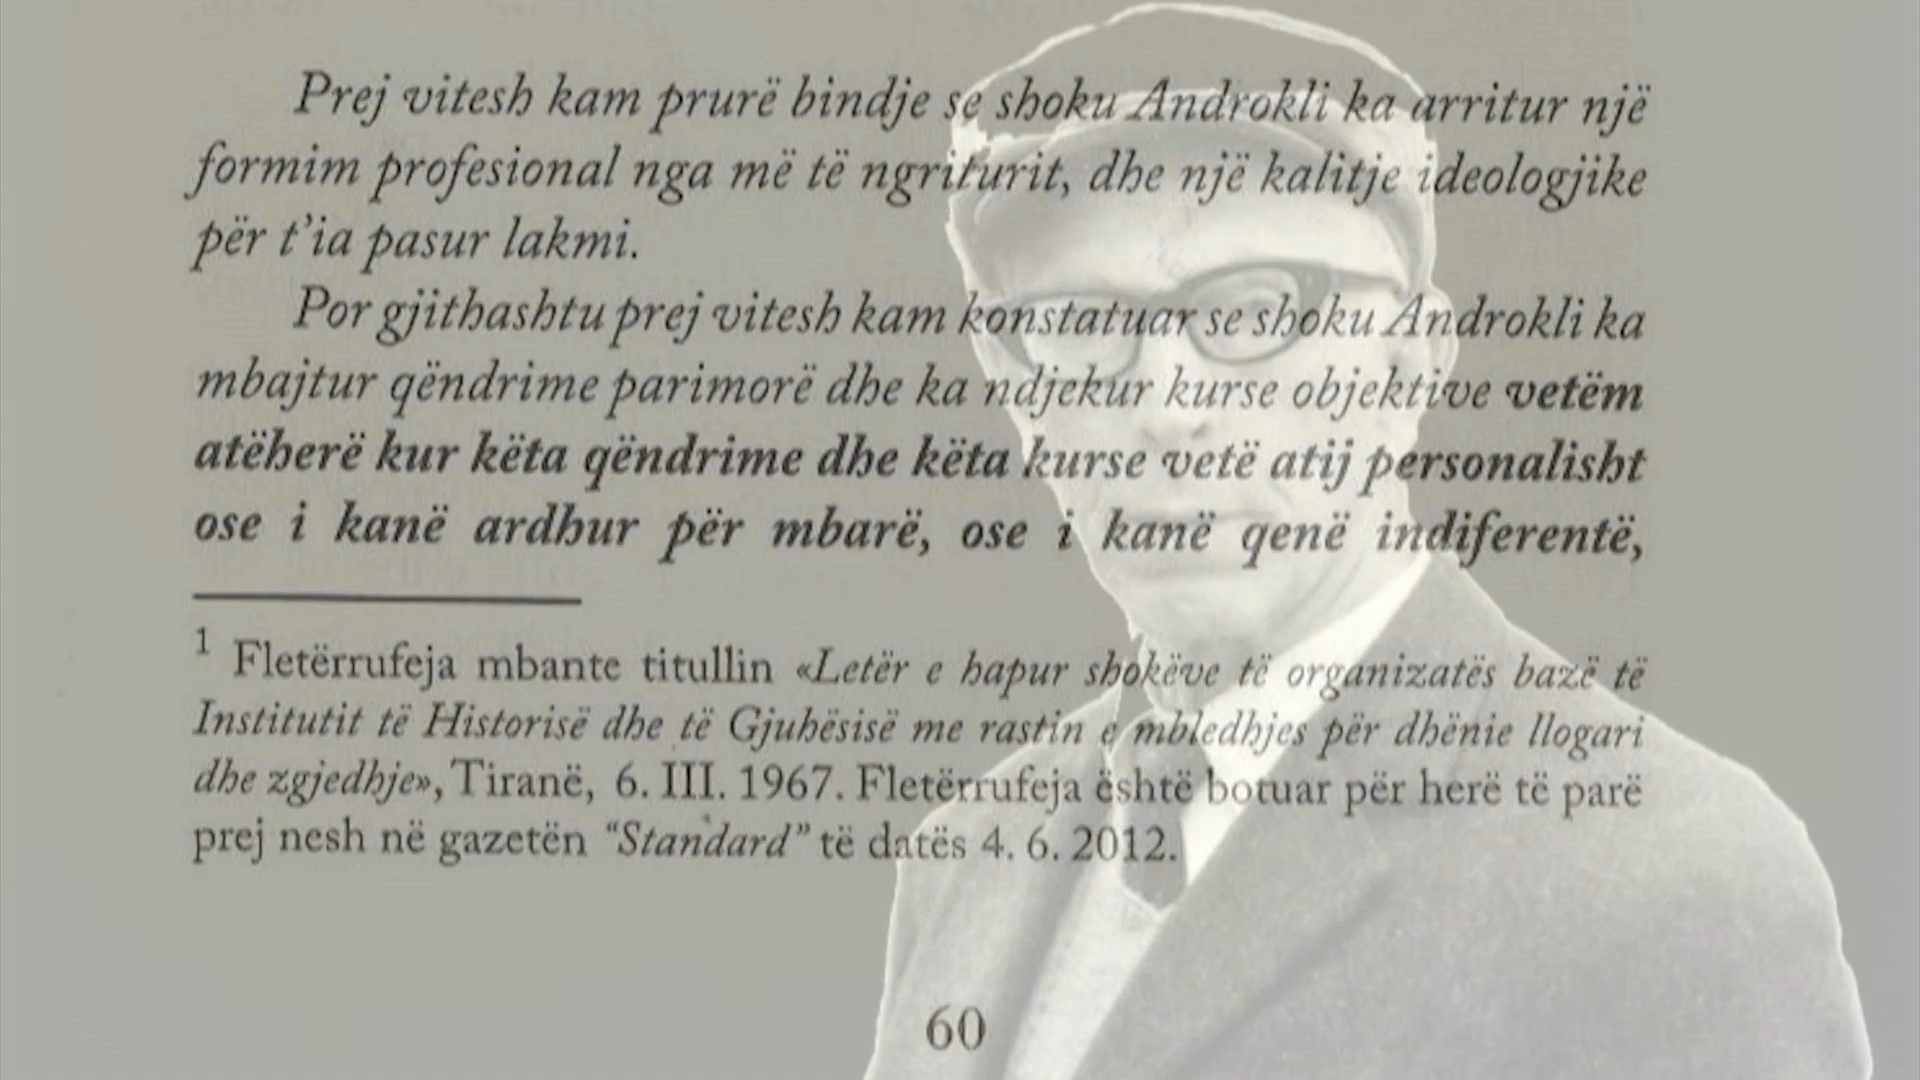 Prej vitesh kam prurë bindje se shoku Androkli ka arritur një
formim profesional nga më të ngriturit, dhe një kalitje ideologjike
për t’ia pasur lakmi.
Por gjithashtu prej vitesh kam konstatuar se shoku Androkli ka
mbajtur qëndrime parimorë dhe ka ndjekur kurse objektive vetëm
atëherë kur këta qëndrime dhe këta kurse vetë atij personalisht
ose i kanë ardhur për mbarë, ose i kanë qenë indiferentë,
1 Fletërrufeja mbante titullin «Letër e hapur shokëve të organizatës bazë të
Institutit të Historisë dhe të Gjuhësisë me rastin e mbledhjes për dhënie llogari
dhe zgjedhje», Tiranë, 6. III. 1967. Fletërrufeja është botuar për herë të parë
prej nesh në gazetën “Standard” të datës 4. 6. 2012.
60